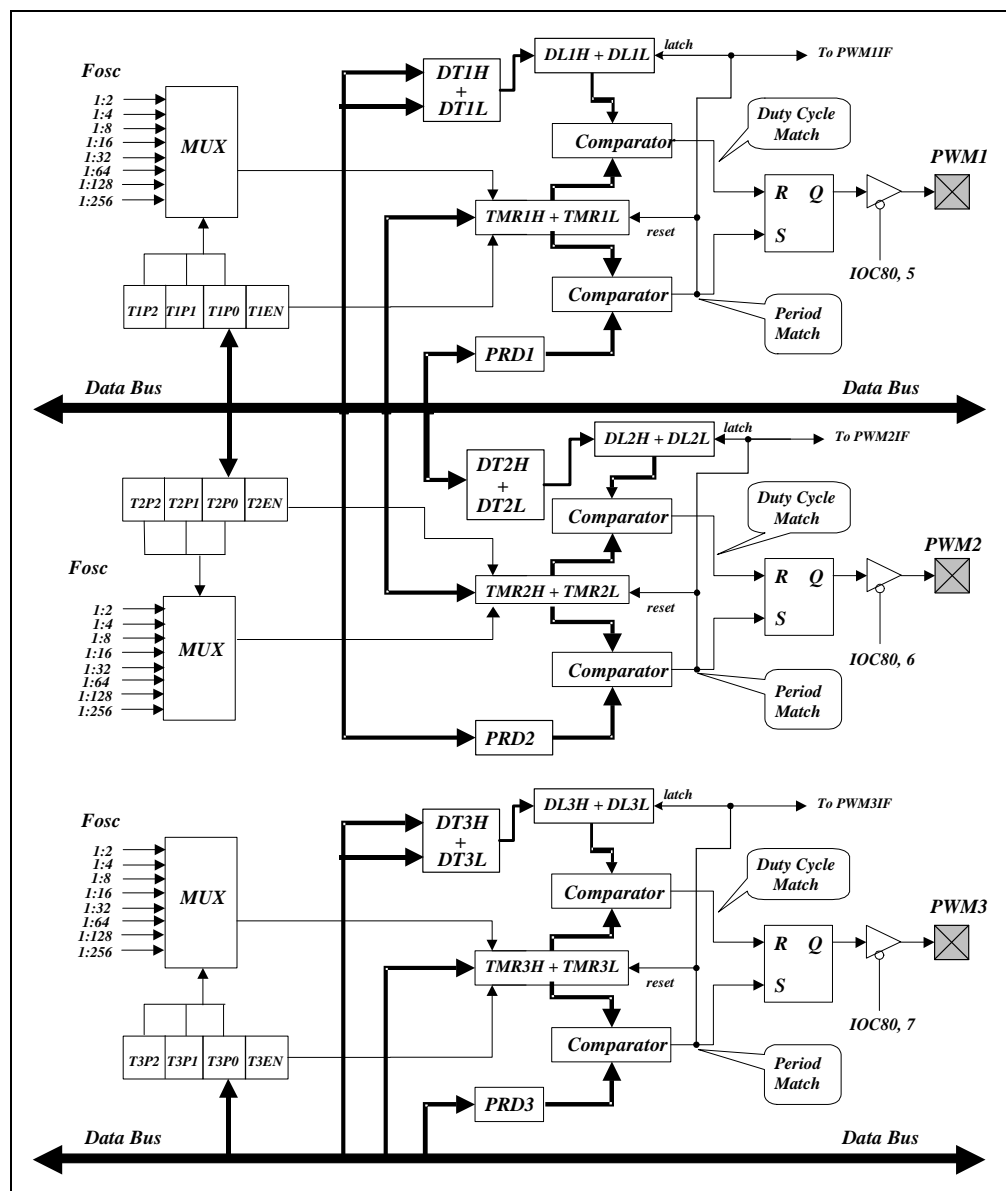 DL1H + DL1L
latch
To PWM1IF
Fosc
DT1H
+
DT1L
1:2
1:4
1:8
1:16
1:32
1:64
1:128
1:256
MUX
Duty Cycle
Match
Comparator
PWM1
R Q
S
TMR1H + TMR1L
reset
IOC80, 5
T1P2 T1P1 T1P0 T1EN
Comparator
Period
Match
PRD1
Data Bus
Data Bus
DL2H + DL2L
latch
To PWM2IF
DT2H
+
DT2L
T2P2 T2P1 T2P0 T2EN
Duty Cycle
Match
Comparator
PWM2
Fosc
R Q
S
TMR2H + TMR2L
reset
1:2
1:4
1:8
1:16
1:32
1:64
1:128
1:256
MUX
IOC80, 6
Comparator
Period
Match
PRD2
DL3H + DL3L
latch
To PWM3IF
Fosc
DT3H
+
DT3L
1:2
1:4
1:8
1:16
1:32
1:64
1:128
1:256
MUX
Duty Cycle
Match
Comparator
PWM3
R Q
S
TMR3H + TMR3L
reset
IOC80, 7
T3P2 T3P1 T3P0 T3EN
Comparator
Period
Match
PRD3
Data Bus
Data Bus